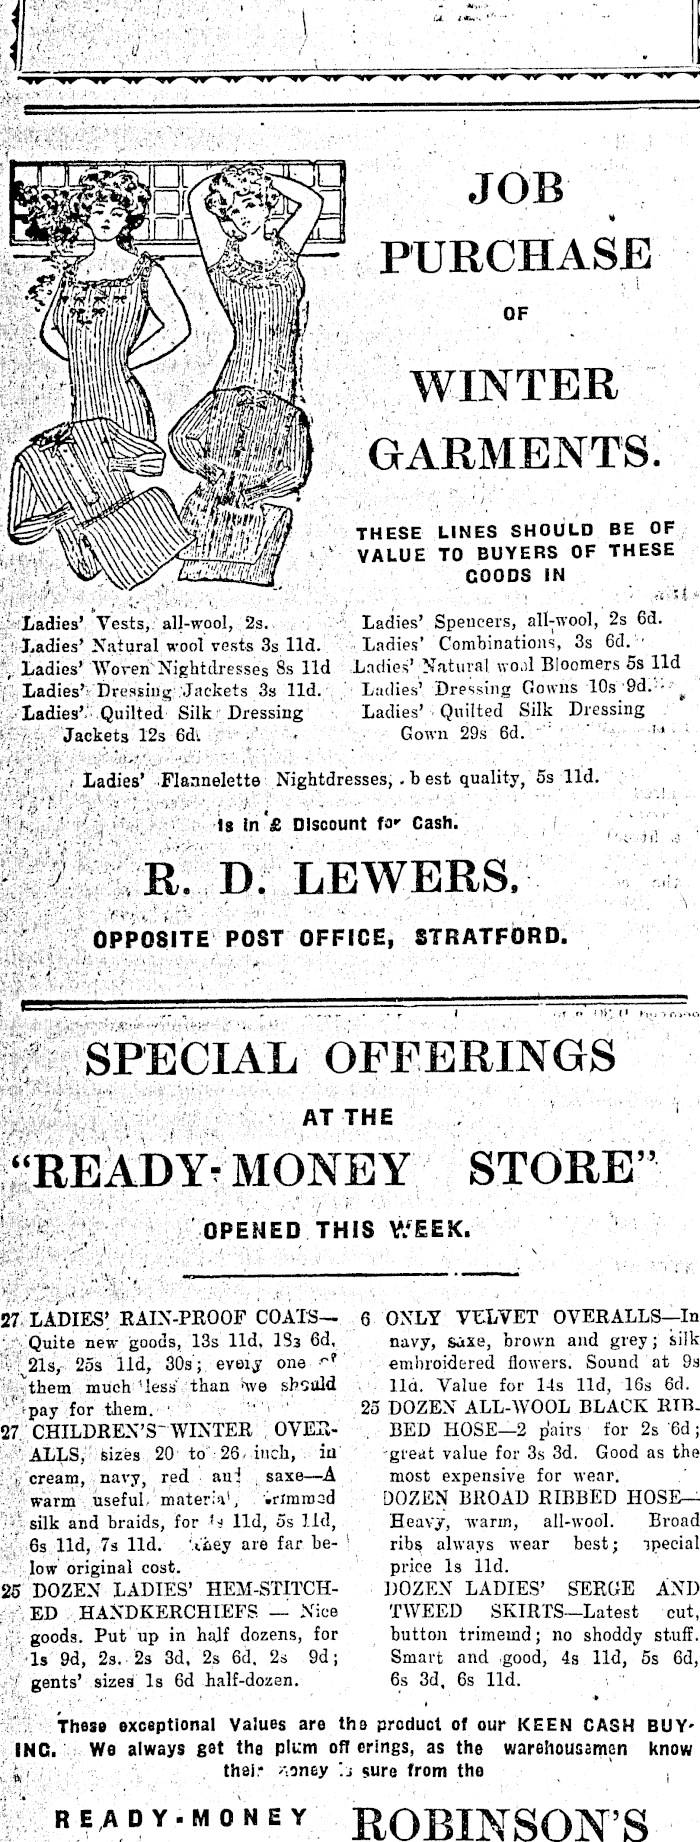 JOB
PURCHASE
OF
WINTER
GARMENTS.
THESE LINES SHOULD BE OF
VALUE TO BUYERS OF THESE
GOODS IN
Ladies' Vests, all-wool, 2s.
Ladies' Natural wool vests 3s 11d.
Ladies' Woven Nightdresses 8s 11d
Ladies' Dressing Jackets 3s 11d.
Ladies' Quilted Silk Dressing
Jackets 12s 6d.
Ladies' Spencers, all-wool, 2s 6d.
Ladies' Combinations, 3s 6d.
Ladies' Natural wool Bloomers 5s 11d
Ladies' Dressing Gowns 10s 9d.
Ladies' Quilted Silk Dressing
Gown 29s 6d.
Ladies' Flannelette Nightdresses, best quality, 5s 11d.
1s in £ Discount for Cash.
R. D. LEWERS,
OPPOSITE POST OFFICE, STRATFORD.
SPECIAL OFFERINGS
AT THE
"READY-MONEY STORE"
OPENED THIS WEEK.
27 LADIES' RAIN-PROOF COATS—
Quite new goods, 13s 11d, 18s 6d,
21s, 25s 11d, 30s; every one of
them much less than we should
pay for them.
27 CHILDREN'S WINTER OVER-
ALLS, sizes 20 to 26 inch, in
cream, navy, red and saxe—A
warm useful material, trimmed
silk and braids, for 11d, 5s 11d,
6s 11d, 7s 11d. They are far be-
low original cost.
25 DOZEN LADIES' HEM-STITCH-
ED HANDKERCHIEFS — Nice
goods. Put up in half dozens, for
1s 9d, 2s. 2s 3d, 2s 6d, 2s 9d;
gents' sizes 1s 6d half-dozen.
6 ONLY VELVET OVERALLS—In
navy, saxe, brown and grey; silk
embroidered flowers. Sound at 9s
11d. Value for 14s 11d, 16s 6d.
25 DOZEN ALL-WOOL BLACK RIB-
BED HOSE—2 pairs for 2s 6d;
great value for 3s 3d. Good as the
most expensive for wear.
DOZEN BROAD RIBBED HOSE—
Heavy, warm, all-wool. Broad
ribs always wear best; special
price 1s 11d.
DOZEN LADIES' SERGE AND
TWEED SKIRTS—Latest cut,
button trimemd; no shoddy stuff.
Smart and good, 4s 11d, 5s 6d,
6s 3d, 6s 11d.
These exceptional Values are the product of our KEEN CASH BUY-
ING. We always get the plum offerings, as the warehousemen know
their money is sure from the
READY-MONEY ROBINSON'S